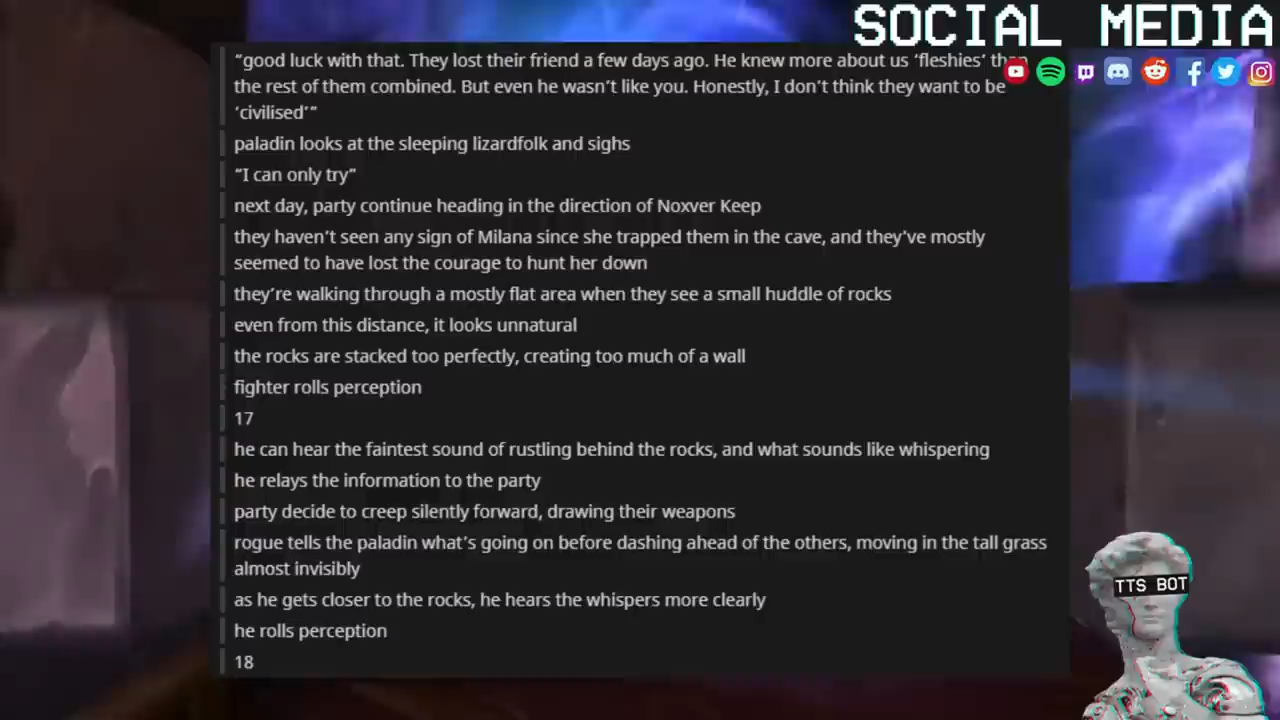 SOCIAL MEDIA
“good luck with that. They lost their friend a few days ago. He knew more about us ‘fleshies’
the rest of them combined. But even he wasn’t like you. Honestly, I don’t think they want to be
‘civilised’”
paladin looks at the sleeping lizardfolk and sighs
“I can only try”
next day, party continue heading in the direction of Noxver Keep
they haven’t seen any sign of Milana since she trapped them in the cave, and they’ve mostly
seemed to have lost the courage to hunt her down
they’re walking through a mostly flat area when they see a small huddle of rocks
even from this distance, it looks unnatural
the rocks are stacked too perfectly, creating too much of a wall
fighter rolls perception
17
he can hear the faintest sound of rustling behind the rocks, and what sounds like whispering
he relays the information to the party
party decide to creep silently forward, drawing their weapons
rogue tells the paladin what’s going on before dashing ahead of the others, moving in the tall grass
almost invisibly
as he gets closer to the rocks, he hears the whispers more clearly
he rolls perception
18
TTS BOT